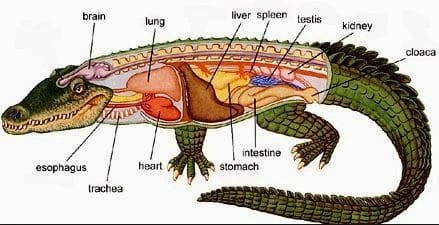 brain
lung
liver
spleen
testis
kidney
cloaca
esophagus
trachea
heart
stomach
intestine